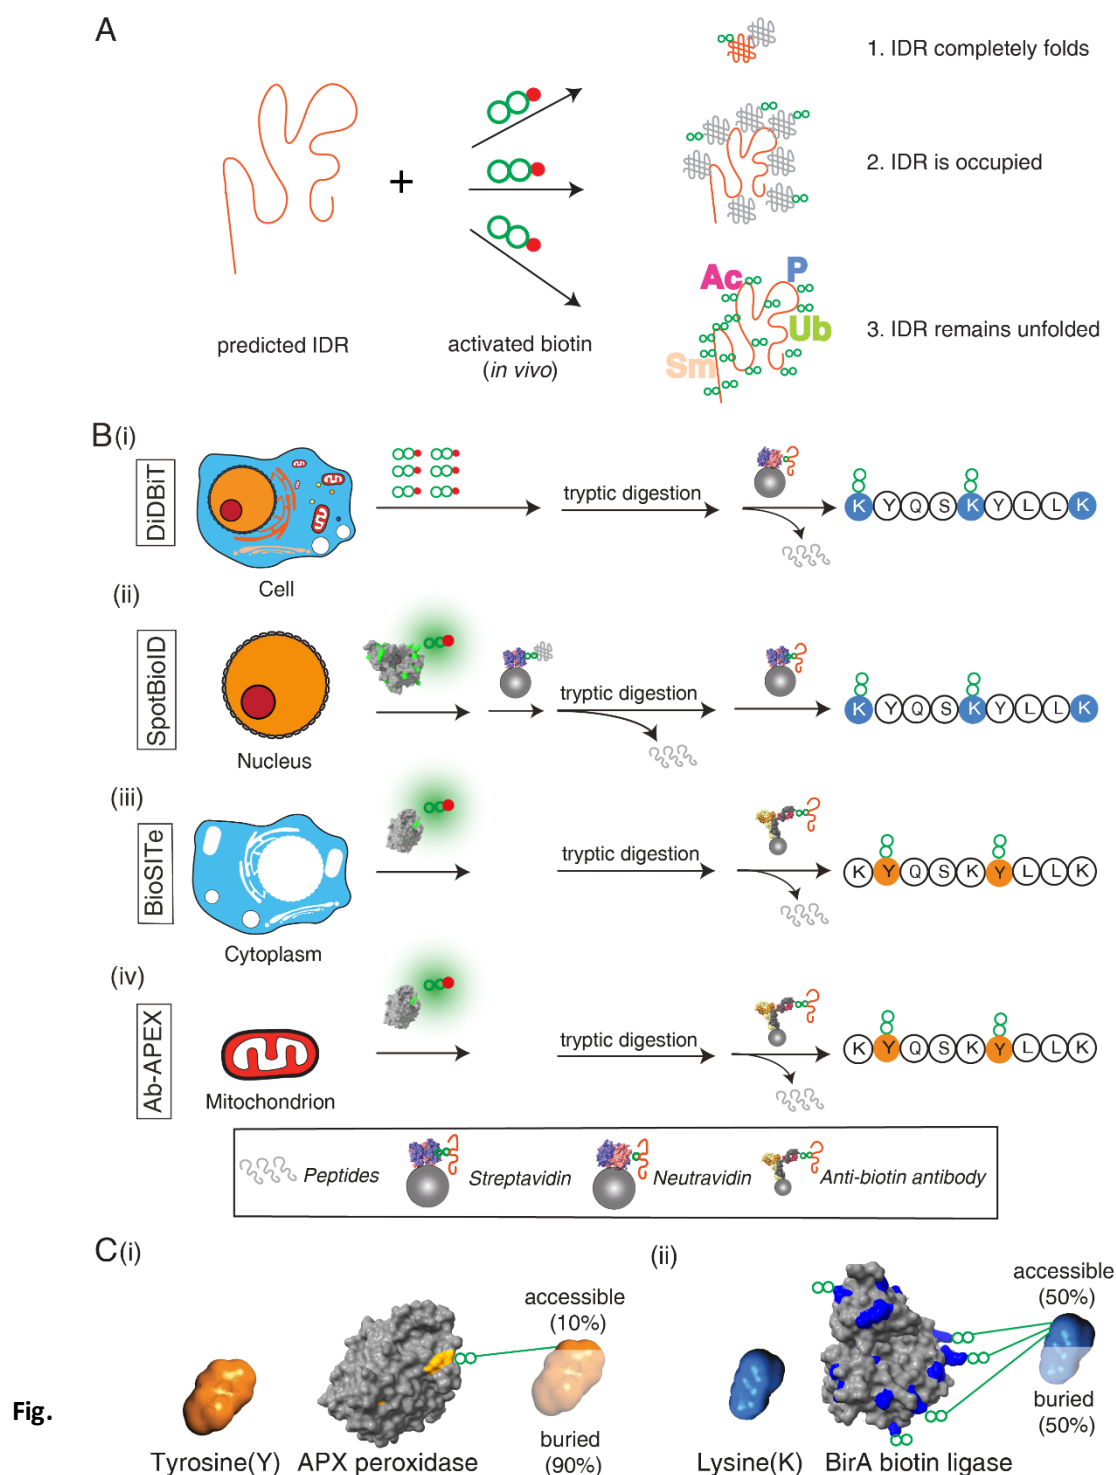 A
1. IDR completely folds
2. IDR is occupied
+
Ac
P
Ub
Sm
3. IDR remains unfolded
predicted IDR
activated biotin
(in vivo)
B (i)
DiDBiT
Cell
tryptic digestion
K Y Q S K Y L L K
(ii)
SpotBioID
Nucleus
tryptic digestion
K Y Q S K Y L L K
(iii)
BioSITe
Cytoplasm
tryptic digestion
K Y Q S K Y L L K
(iv)
Ab-APEX
Mitochondrion
tryptic digestion
K Y Q S K Y L L K
Peptides
Streptavidin
Neutravidin
Anti-biotin antibody
C (i)
accessible
(10%)
buried
(90%)
Tyrosine(Y)
APX peroxidase
(ii)
accessible
(50%)
buried
(50%)
Lysine(K)
BirA biotin ligase
Fig.